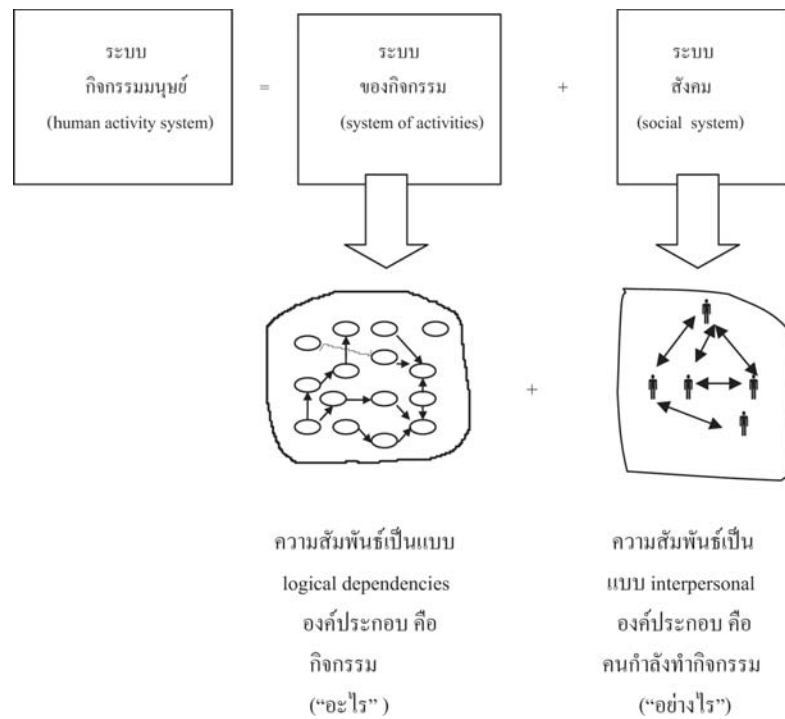 ระบบ
กิจกรรมมนุษย์
(human activity system)
=
ระบบ
ของกิจกรรม
(system of activities)
+
ระบบ
สังคม
(social system)
+
ความสัมพันธ์เป็นแบบ
logical dependencies
องค์ประกอบ คือ
กิจกรรม
(“อะไร” )
ความสัมพันธ์เป็น
แบบ interpersonal
องค์ประกอบ คือ
คนกำลังทำกิจกรรม
(“อย่างไร”)